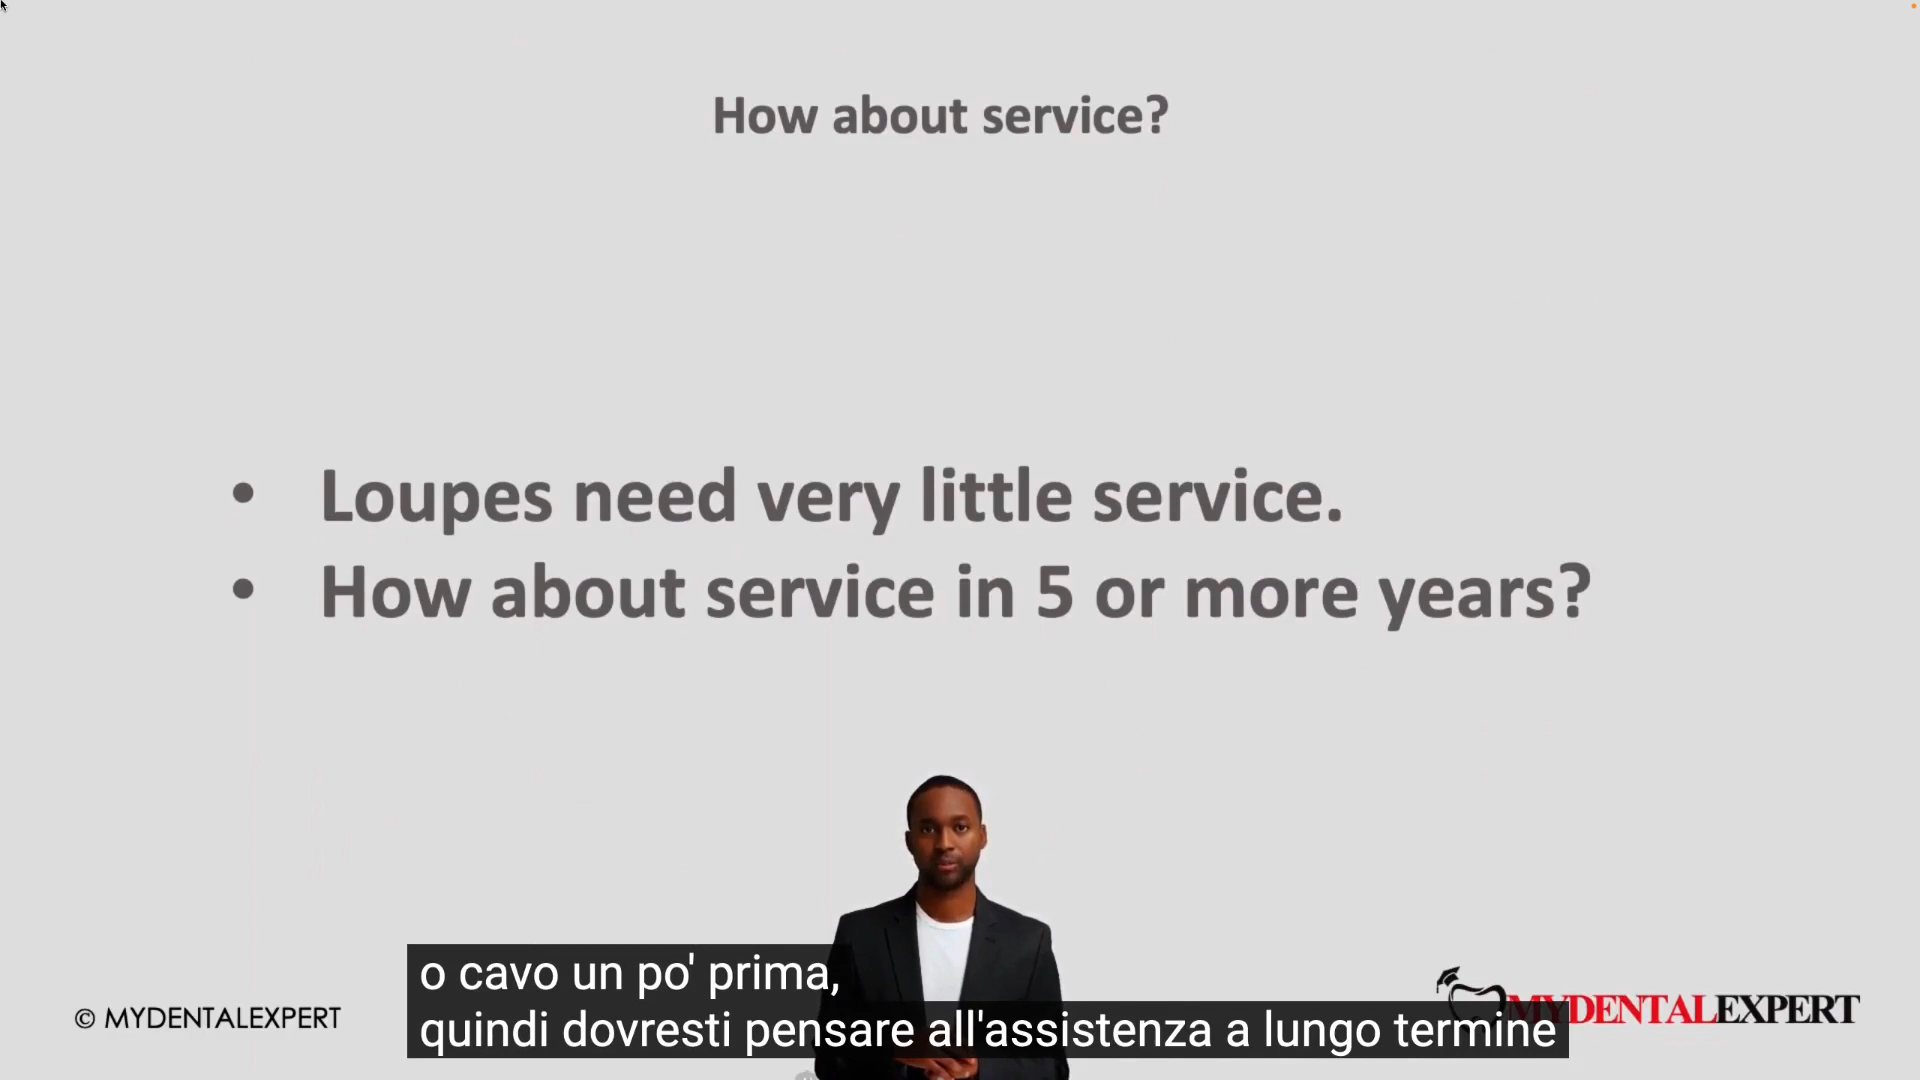 How about service?
• Loupes need very little service.
• How about service in 5 or more years?
o cavo un po' prima,
quindi dovresti pensare all'assistenza a lungo termine
© MYDENTALEXPERT
MYDENTALEXPERT